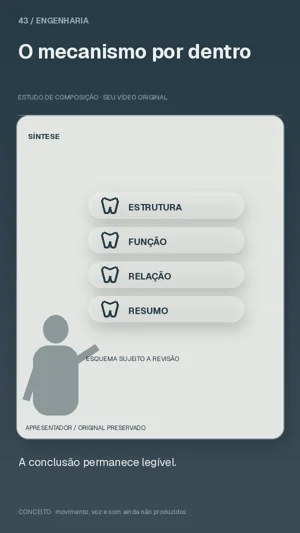 43 / ENGENHARIA
O mecanismo por dentro
ESTUDO DE COMPOSIÇÃO · SEU VÍDEO ORIGINAL
SÍNTESE
ESTRUTURA
FUNÇÃO
RELAÇÃO
RESUMO
ESQUEMA SUJEITO A REVISÃO
APRESENTADOR / ORIGINAL PRESERVADO
A conclusão permanece legível.
CONCEITO · movimento, voz e som ainda não produzidos